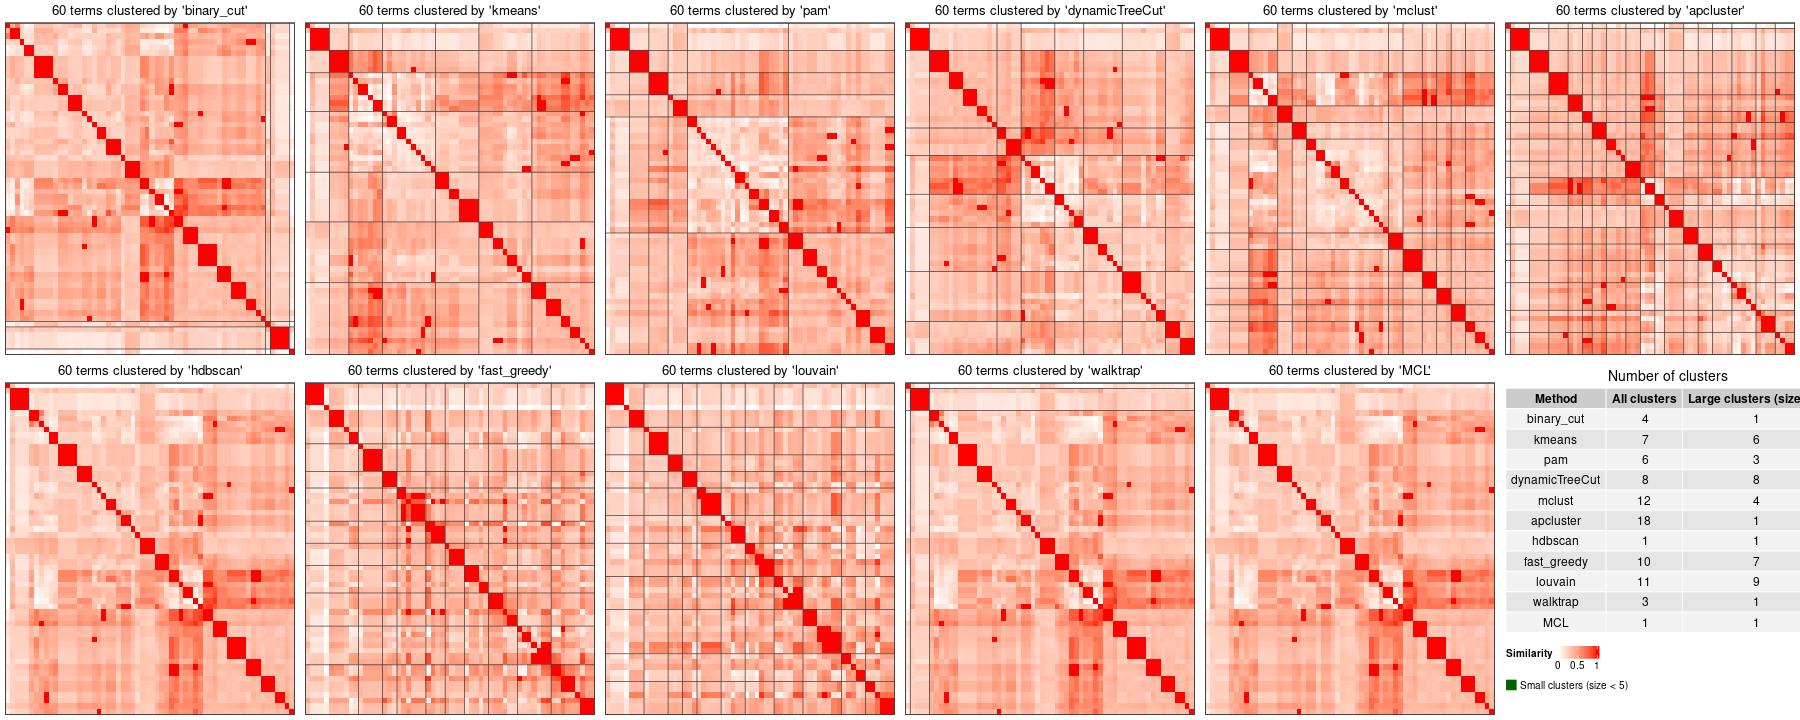 60 terms clustered by 'binary_cut'
60 terms clustered by 'kmeans'
60 terms clustered by 'pam'
60 terms clustered by 'dynamicTreeCut'
60 terms clustered by 'mclust'
60 terms clustered by 'apcluster'
60 terms clustered by 'hdbscan'
60 terms clustered by 'fast_greedy'
60 terms clustered by 'louvain'
60 terms clustered by 'walktrap'
60 terms clustered by 'MCL'
Number of clusters
Method All clusters Large clusters (size
binary_cut 4 1
kmeans 7 6
pam 6 3
dynamicTreeCut 8 8
mclust 12 4
apcluster 18 1
hdbscan 1 1
fast_greedy 10 7
louvain 11 9
walktrap 3 1
MCL 1 1
Similarity
0 0.5 1
Small clusters (size < 5)